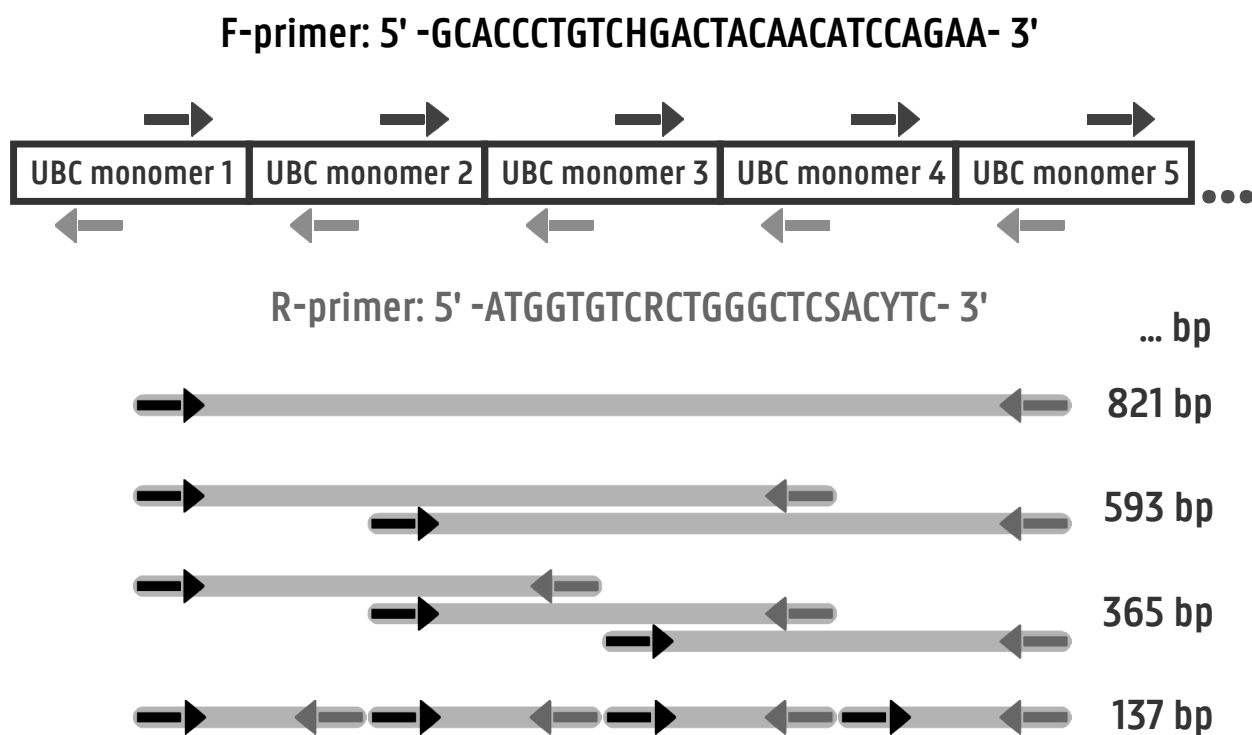 F-primer: 5' -GCACCCTGTCHGACTACAACATCCAGAA- 3'
UBC monomer 1 UBC monomer 2 UBC monomer 3 UBC monomer 4 UBC monomer 5 ...
R-primer: 5' -ATGGTGTCRCTGGGCTCSACYTC- 3'
... bp
821 bp
593 bp
365 bp
137 bp